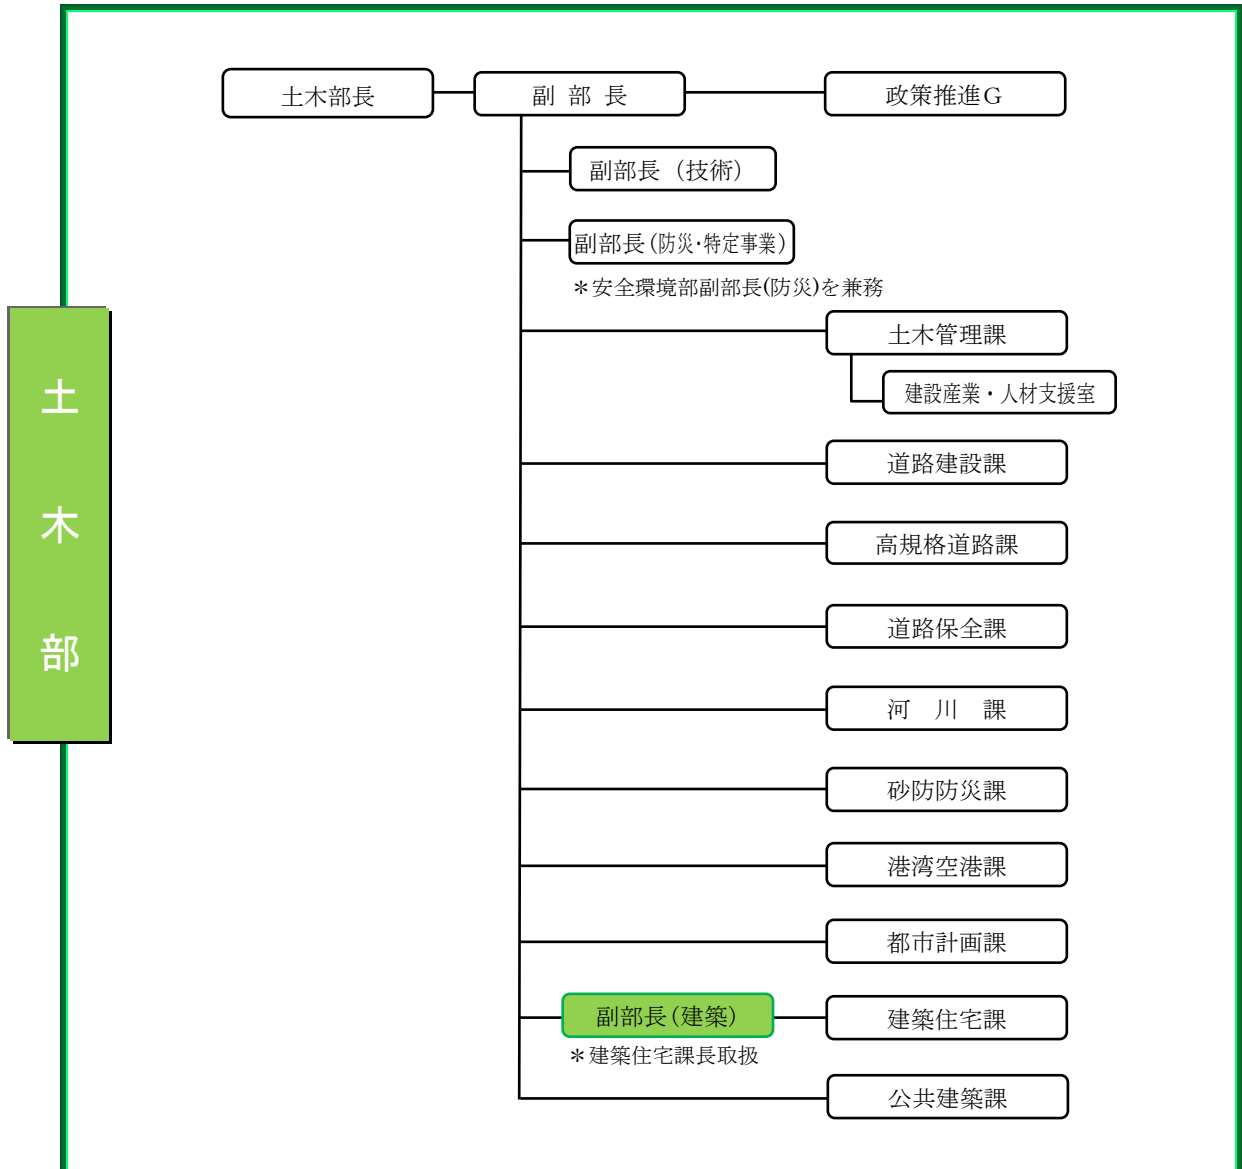 土木部
土木部長
副 部 長
政策推進G
副部長（技術）
副部長(防災・特定事業)
＊安全環境部副部長(防災)を兼務
土木管理課
建設産業・人材支援室
道路建設課
高規格道路課
道路保全課
河　川　課
砂防防災課
港湾空港課
都市計画課
副部長(建築)
建築住宅課
＊建築住宅課長取扱
公共建築課